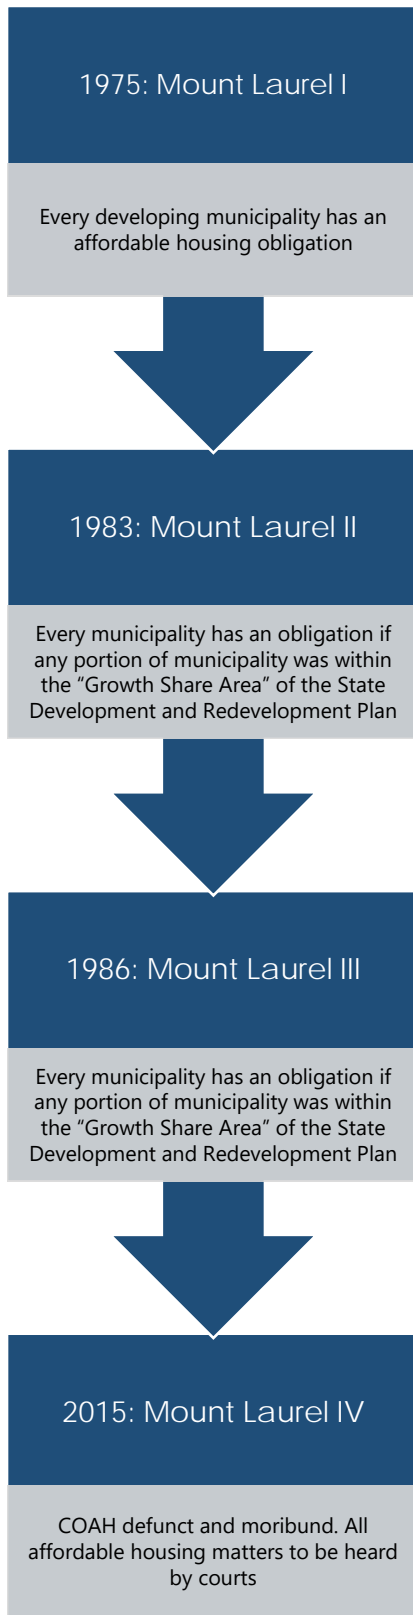 1975: Mount Laurel I
Every developing municipality has an
affordable housing obligation
1983: Mount Laurel II
Every municipality has an obligation if
any portion of municipality was within
the “Growth Share Area” of the State
Development and Redevelopment Plan
1986: Mount Laurel III
Every municipality has an obligation if
any portion of municipality was within
the “Growth Share Area” of the State
Development and Redevelopment Plan
2015: Mount Laurel IV
COAH defunct and moribund. All
affordable housing matters to be heard
by courts